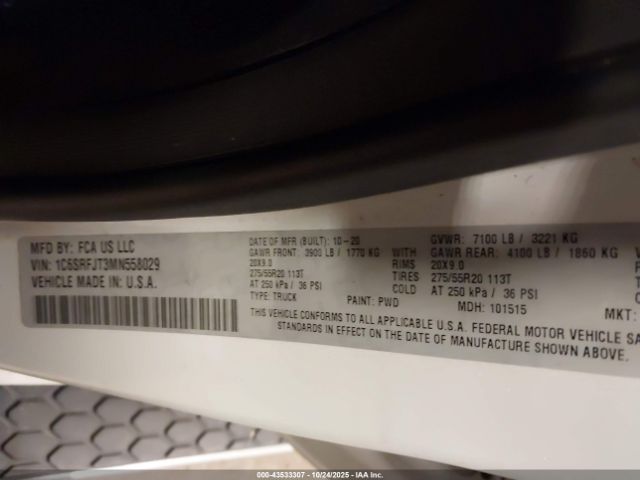 MFD BY: FCA US LLC
VIN: 1C6SRFJT3MN558029
VEHICLE MADE IN: U.S.A.
DATE OF MFR (BUILT): 10-20 GVWR: 7100 LB / 3221 KG
GAWR FRONT: 3900 LB / 1770 KG WITH GAWR REAR: 4100 LB / 1860 KG
20X9.0 RIMS 20X9.0
275/55R20 113T TIRES 275/55R20 113T
AT 250 kPa / 36 PSI COLD AT 250 kPa / 36 PSI
TYPE: TRUCK PAINT: PWD MDH: 101515 MKT:
THIS VEHICLE CONFORMS TO ALL APPLICABLE U.S.A. FEDERAL MOTOR VEHICLE SA
STANDARDS IN EFFECT ON THE DATE OF MANUFACTURE SHOWN ABOVE.
000-43533307 - 10/24/2025 - IAA Inc.